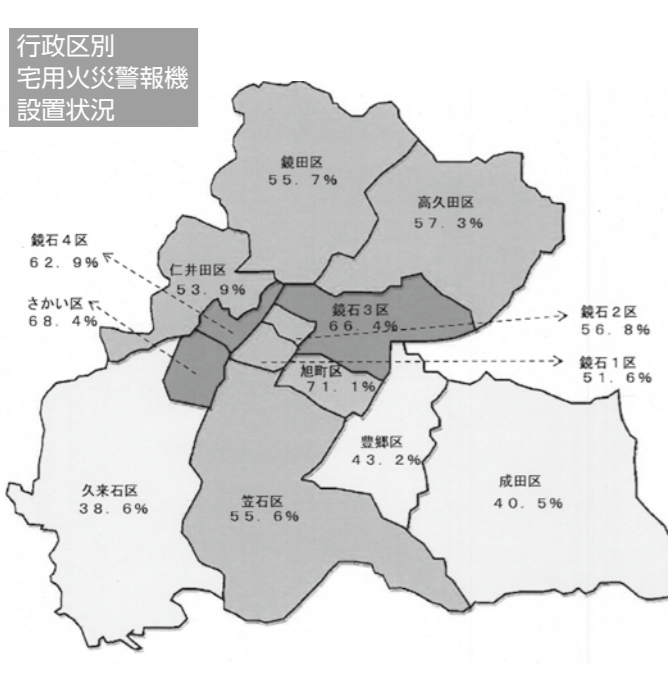 行政区別
宅用火災警報機
設置状況
鏡田区
55.7%
高久田区
57.3%
鏡石4区
62.9%
仁井田区
53.9%
さかい区
68.4%
鏡石3区
66.4%
鏡石2区
56.8%
鏡石1区
51.6%
旭町区
71.1%
豊郷区
43.2%
成田区
40.5%
久来石区
38.6%
笠石区
55.6%